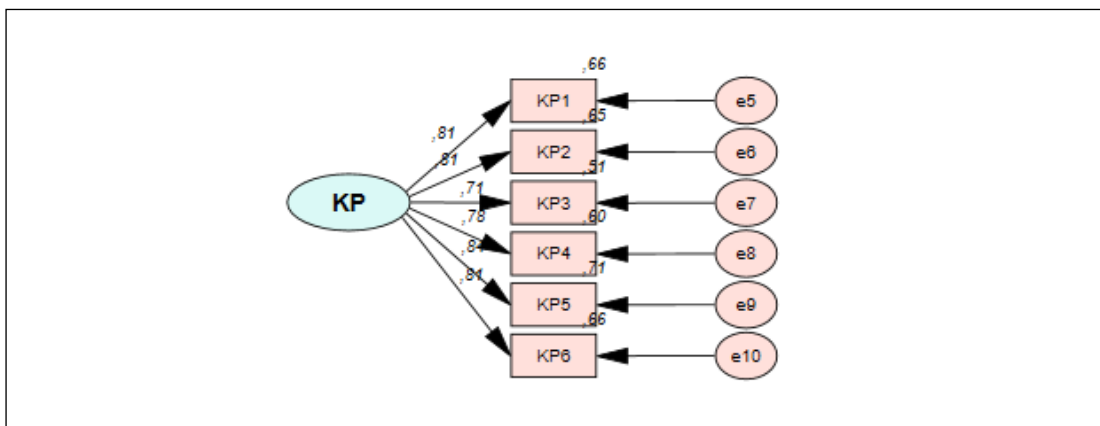 ,66
KP1
e5
,65
,81
KP2
e6
,81
,51
KP
,71
KP3
e7
,78
,60
KP4
e8
,84
,71
,81
KP5
e9
,66
KP6
e10